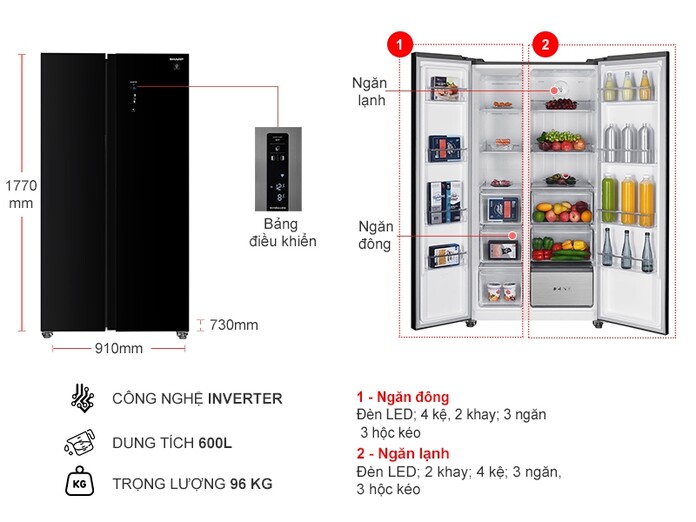 SHARP
1770
mm
910mm
730mm
Bảng
điều khiển
1
2
Ngăn
lạnh
Ngăn
đông
CÔNG NGHỆ INVERTER
DUNG TÍCH 600L
KG
TRỌNG LƯỢNG 96 KG
1 - Ngăn đông
Đèn LED; 4 kệ, 2 khay; 3 ngăn
3 hộc kéo
2 - Ngăn lạnh
Đèn LED; 2 khay; 4 kệ; 3 ngăn,
3 hộc kéo